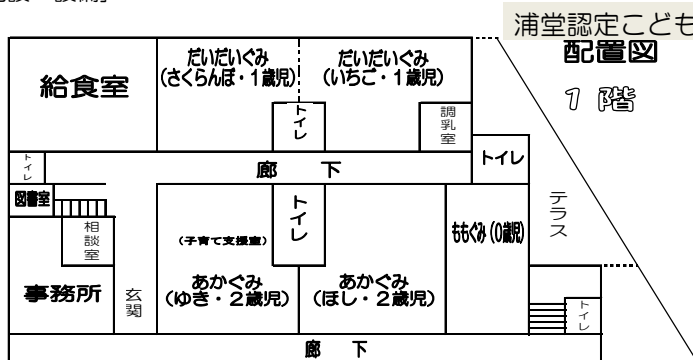 浦堂認定こども
配置図
1 階
給食室
だいだいぐみ
(さくらんぼ・1歳児)
だいだいぐみ
(いちご・1歳児)
トイレ
調乳室
トイレ
トイレ
廊 下
図書室
相談室
事務所
玄関
(子育て支援室)
あかぐみ
(ゆき・2歳児)
トイレ
あかぐみ
(ほし・2歳児)
ももぐみ(0歳児)
テラス
トイレ
廊 下